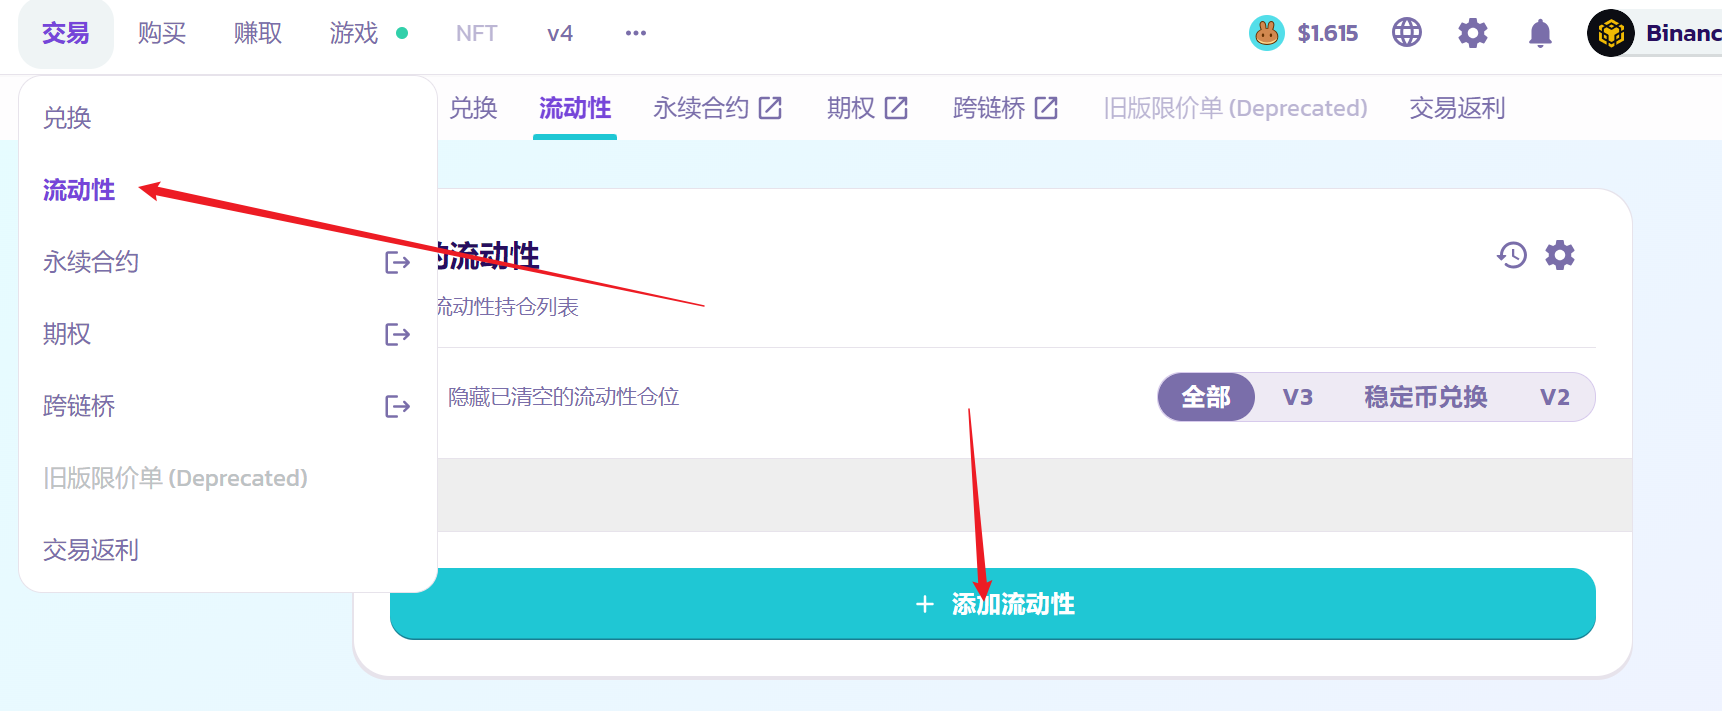 交易 购买 赚取 游戏 NFT v4 ··· $1.615 Binanc
兑换
流动性
永续合约
期权
跨链桥
旧版限价单 (Deprecated)
交易返利
兑换 流动性 永续合约 期权 跨链桥 旧版限价单 (Deprecated) 交易返利
的流动性
流动性持仓列表
隐藏已清空的流动性仓位 全部 V3 稳定币兑换 V2
+ 添加流动性